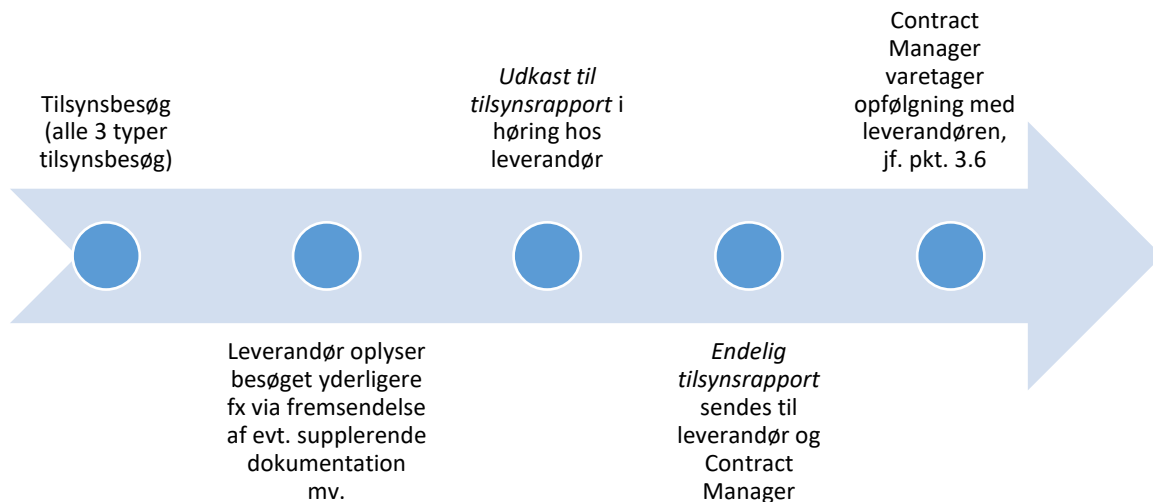 Tilsynsbesøg
(alle 3 typer
tilsynsbesøg)
Leverandør oplyser
besøget yderligere
fx via fremsendelse
af evt. supplerende
dokumentation
mv.
Udkast til
tilsynsrapport i
høring hos
leverandør
Endelig
tilsynsrapport
sendes til
leverandør og
Contract
Manager
Contract
Manager
varetager
opfølgning med
leverandøren,
jf. pkt. 3.6